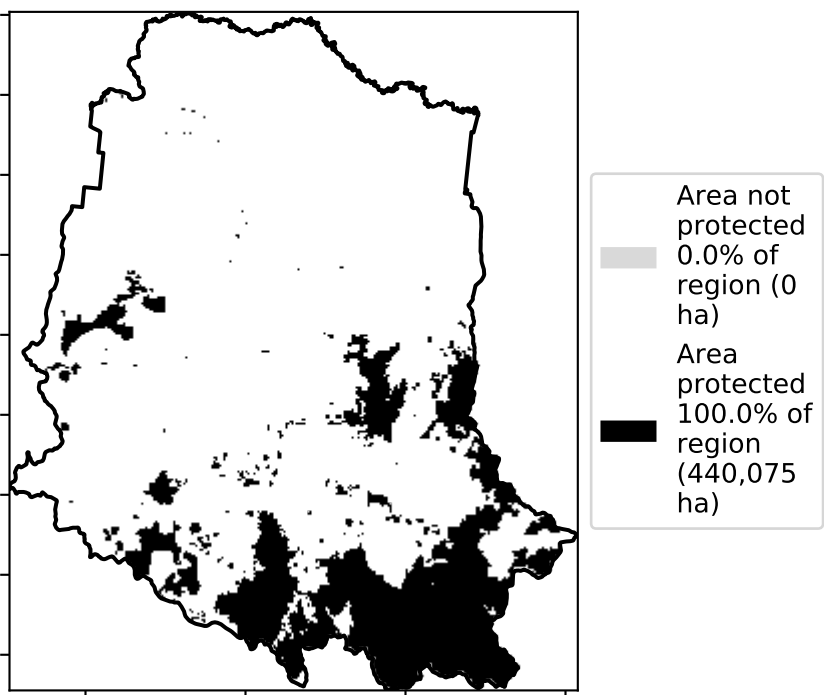 Area not
protected
0.0% of
region (0
ha)
Area
protected
100.0% of
region
(440,075
ha)